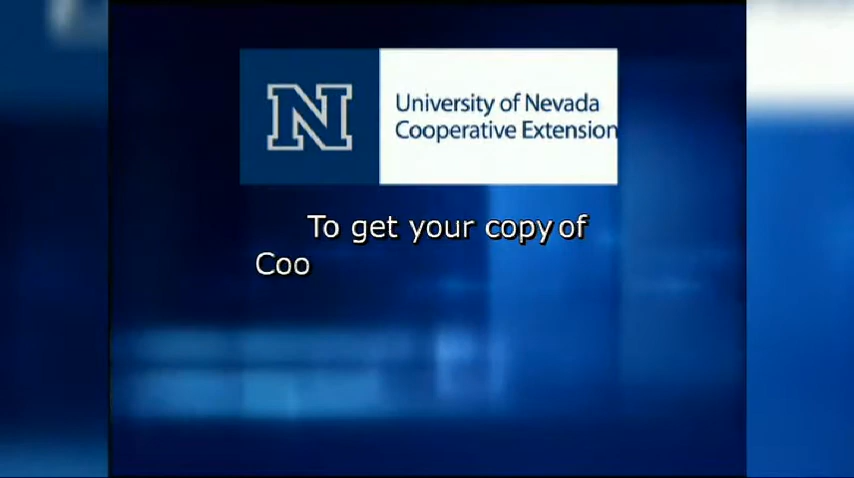 N
University of Nevada
Cooperative Extension
To get your copy of
Coo